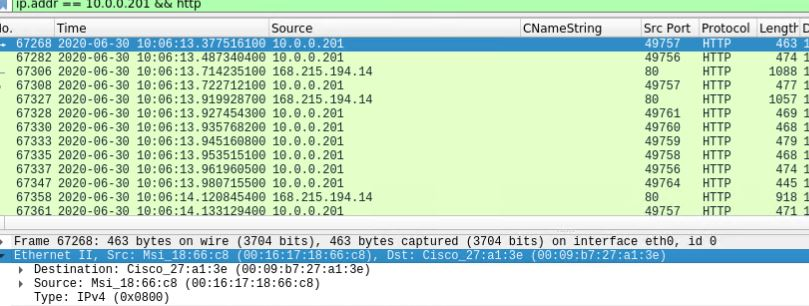 ip.addr == 10.0.0.201 && http
No. Time Source CNameString Src Port Protocol Length
67268 2020-06-30 10:06:13.377516100 10.0.0.201 49757 HTTP 463 1
67282 2020-06-30 10:06:13.487340400 10.0.0.201 49756 HTTP 474 1
67306 2020-06-30 10:06:13.714235100 168.215.194.14 80 HTTP 1088 1
67308 2020-06-30 10:06:13.722712100 10.0.0.201 49757 HTTP 477 1
67327 2020-06-30 10:06:13.919928700 168.215.194.14 80 HTTP 1057 1
67328 2020-06-30 10:06:13.927454300 10.0.0.201 49761 HTTP 469 1
67330 2020-06-30 10:06:13.935768200 10.0.0.201 49760 HTTP 468 1
67333 2020-06-30 10:06:13.945160800 10.0.0.201 49759 HTTP 479 1
67335 2020-06-30 10:06:13.953515100 10.0.0.201 49758 HTTP 468 1
67337 2020-06-30 10:06:13.961960500 10.0.0.201 49756 HTTP 474 1
67347 2020-06-30 10:06:13.980715500 10.0.0.201 49764 HTTP 445 1
67358 2020-06-30 10:06:14.120845400 168.215.194.14 80 HTTP 918 1
67361 2020-06-30 10:06:14.133129400 10.0.0.201 49757 HTTP 471 1
Frame 67268: 463 bytes on wire (3704 bits), 463 bytes captured (3704 bits) on interface eth0, id 0
Ethernet II, Src: Msi_18:66:c8 (00:16:17:18:66:c8), Dst: Cisco_27:a1:3e (00:09:b7:27:a1:3e)
Destination: Cisco_27:a1:3e (00:09:b7:27:a1:3e)
Source: Msi_18:66:c8 (00:16:17:18:66:c8)
Type: IPv4 (0x0800)